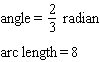 angle = 2/3 radian
arc length = 8